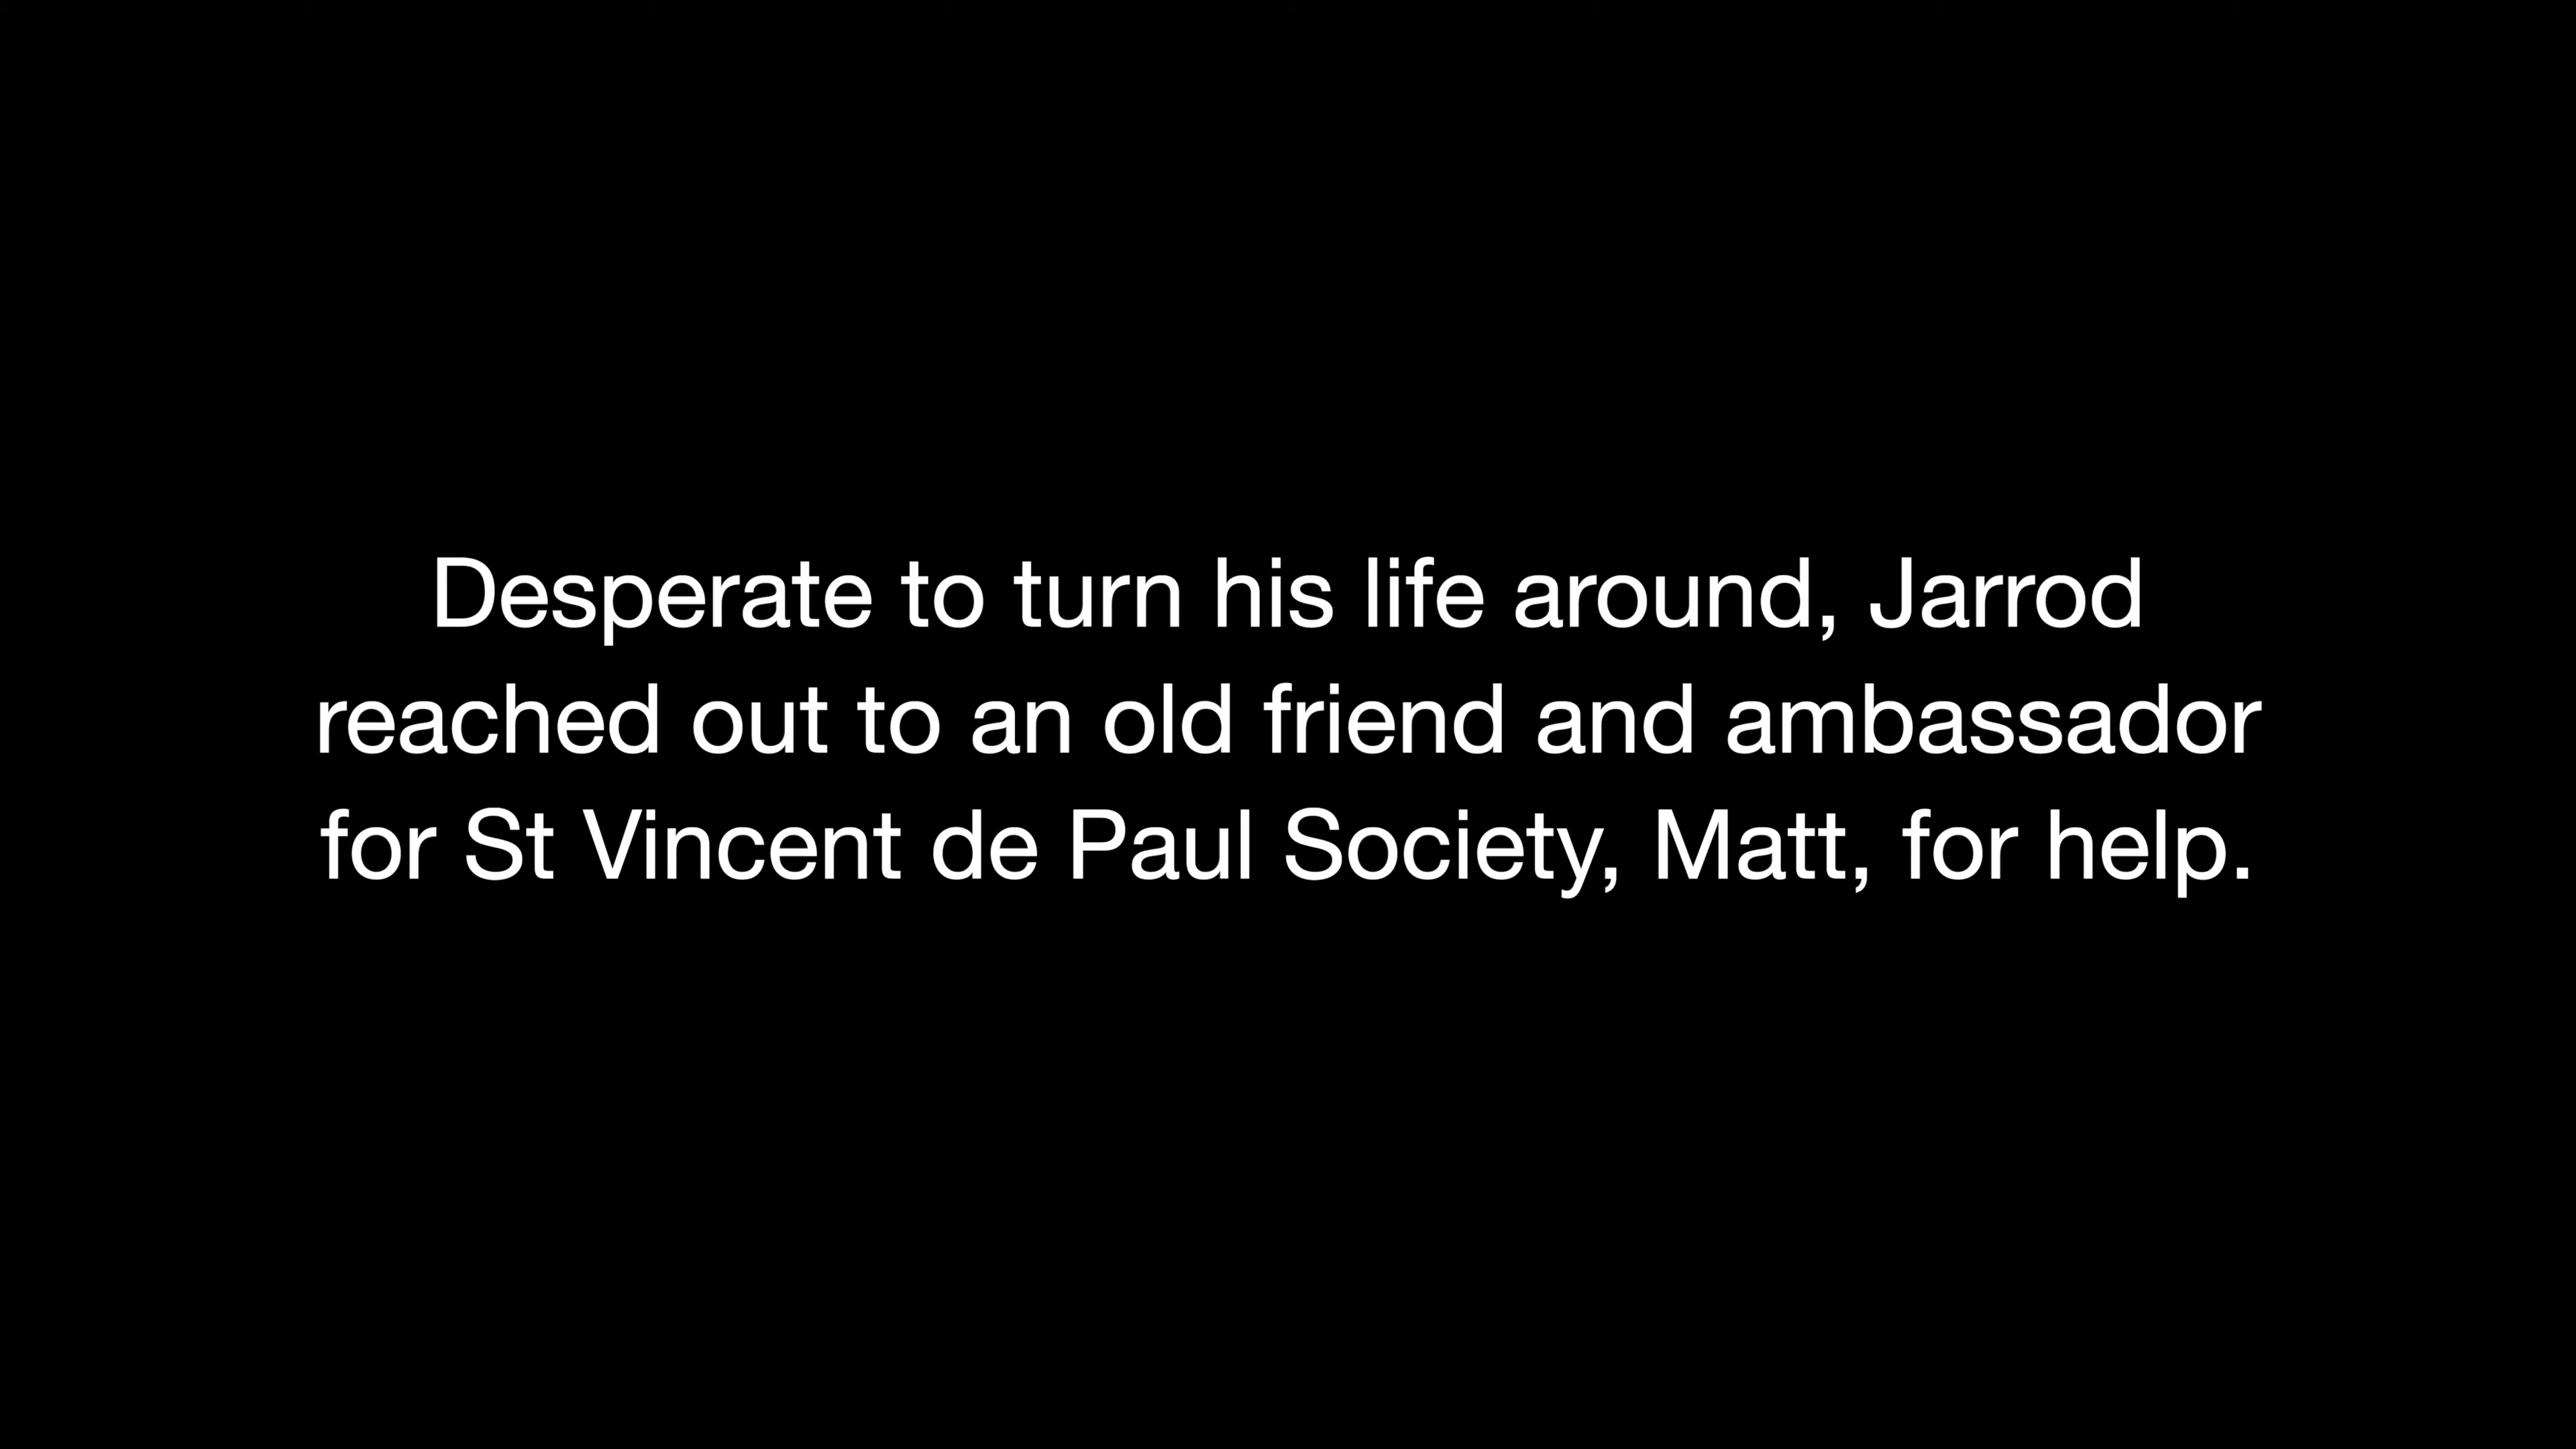 Desperate to turn his life around, Jarrod
reached out to an old friend and ambassador
for St Vincent de Paul Society, Matt, for help.